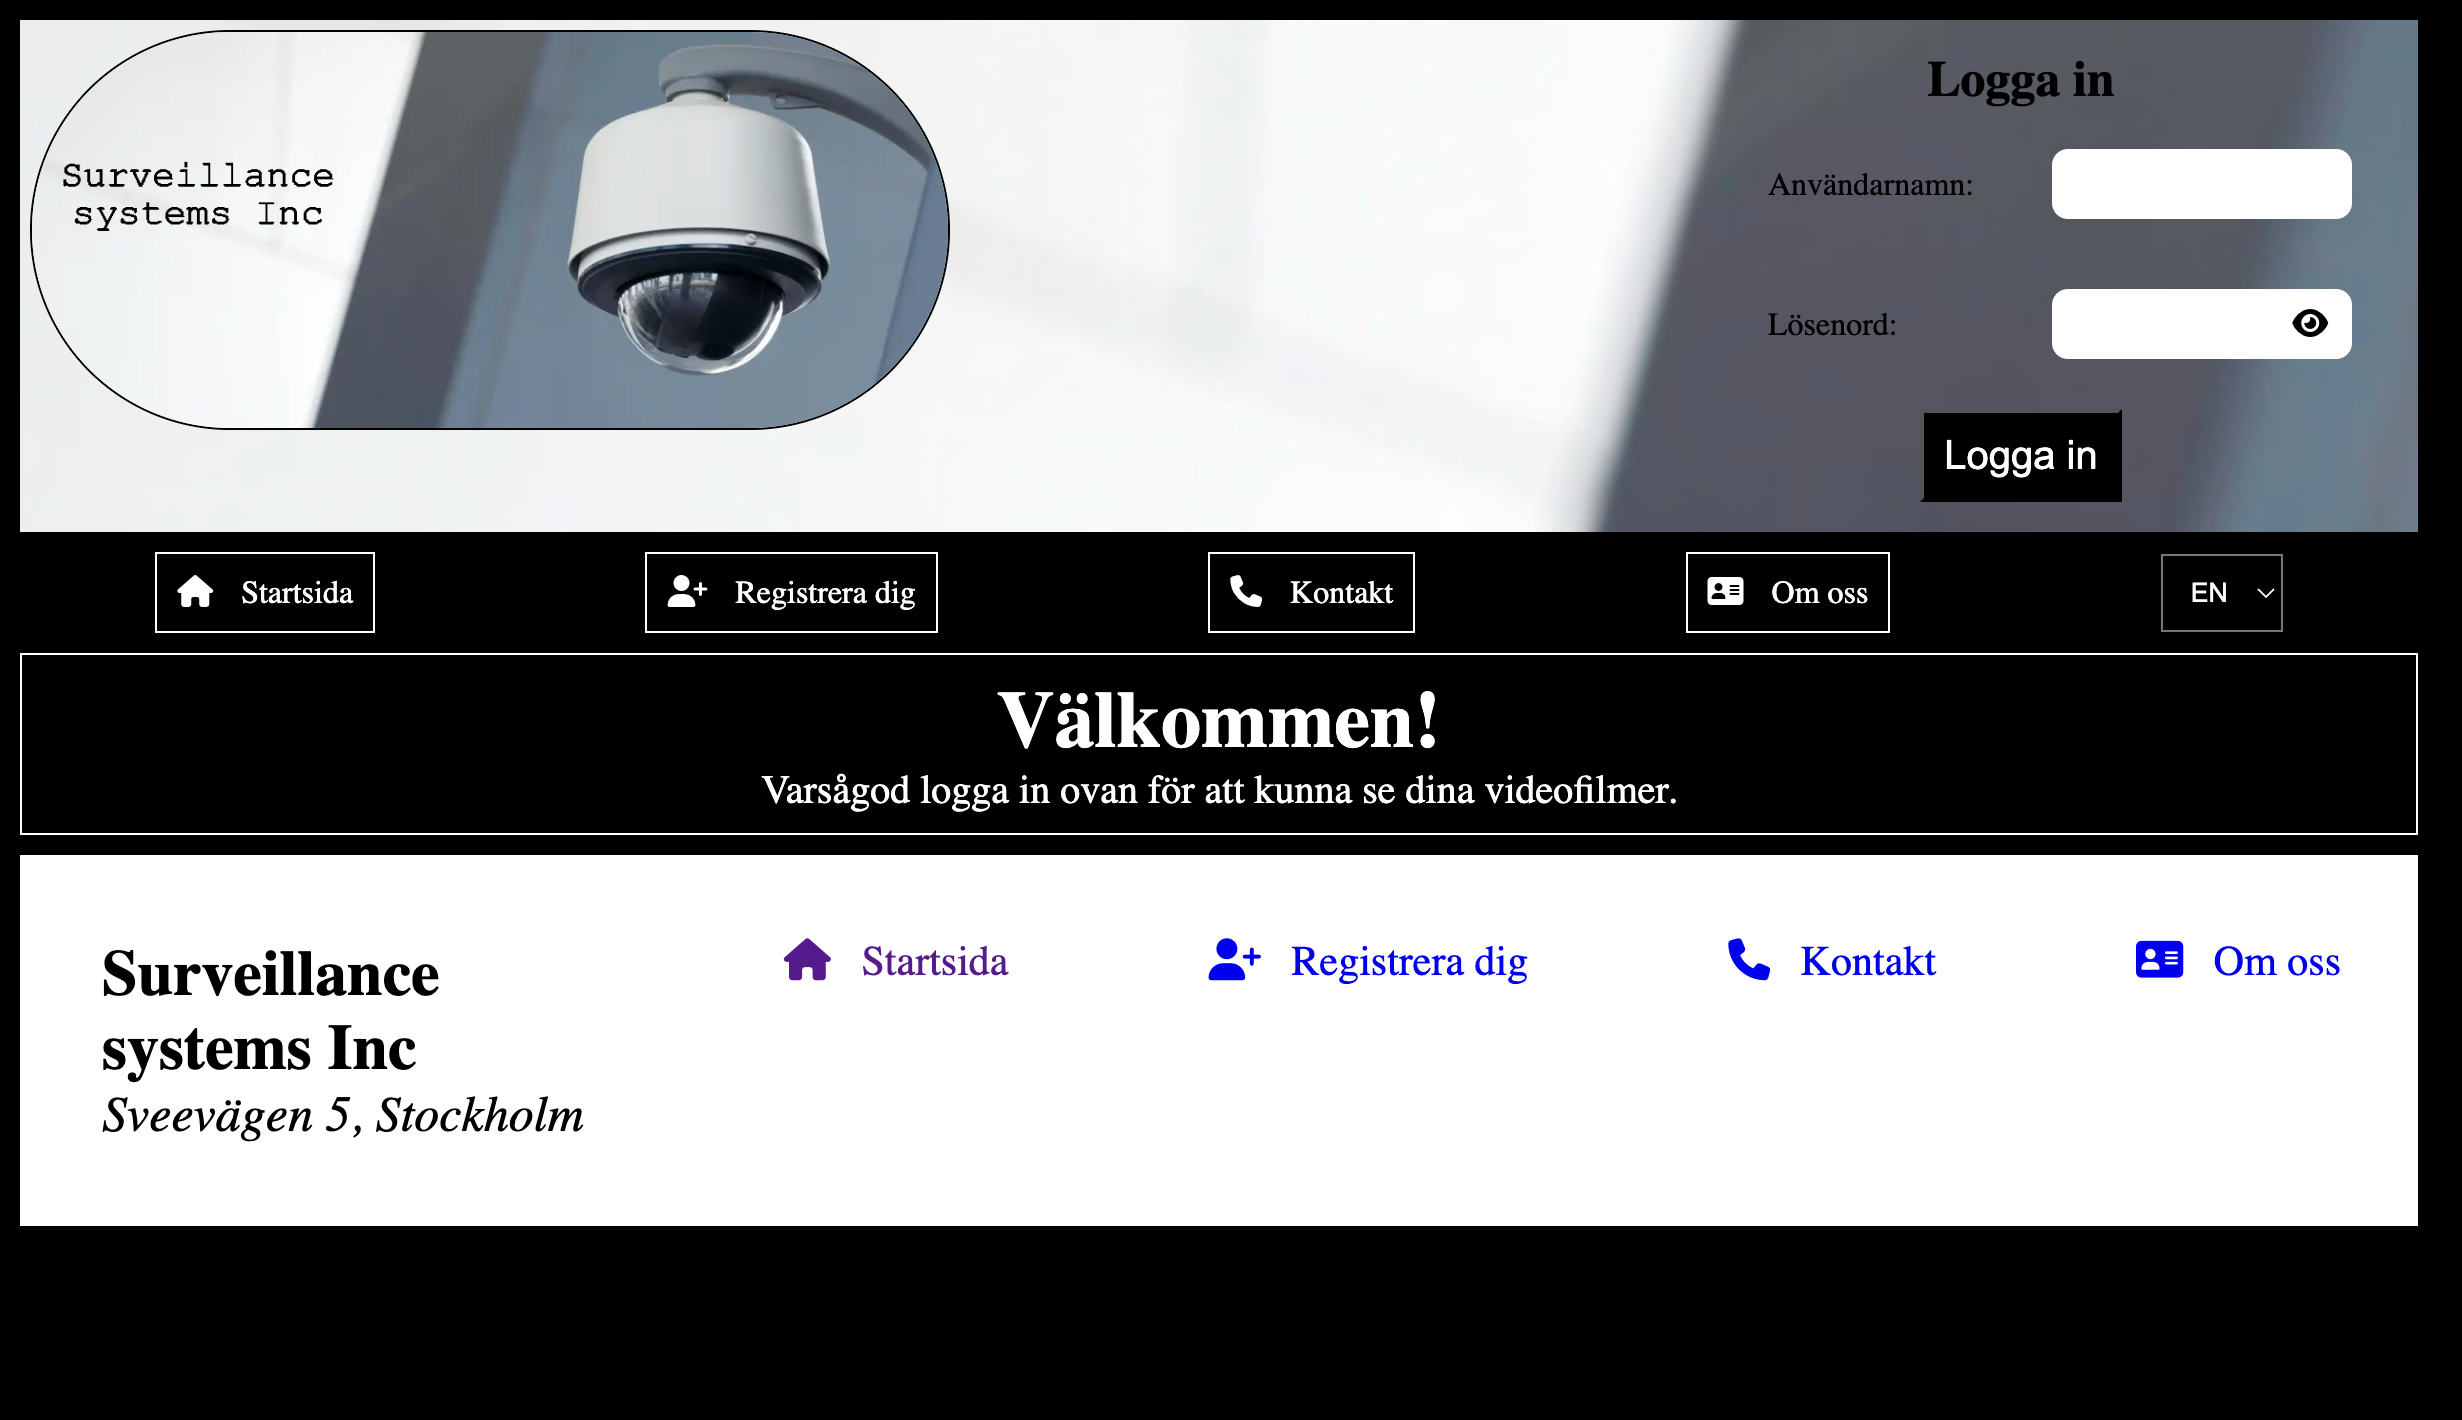 Surveillance
systems Inc
Logga in
Användarnamn:
Lösenord:
Logga in
Startsida
Registrera dig
Kontakt
Om oss
EN
Välkommen!
Varsågod logga in ovan för att kunna se dina videofilmer.
Surveillance
systems Inc
Sveevägen 5, Stockholm
Startsida
Registrera dig
Kontakt
Om oss